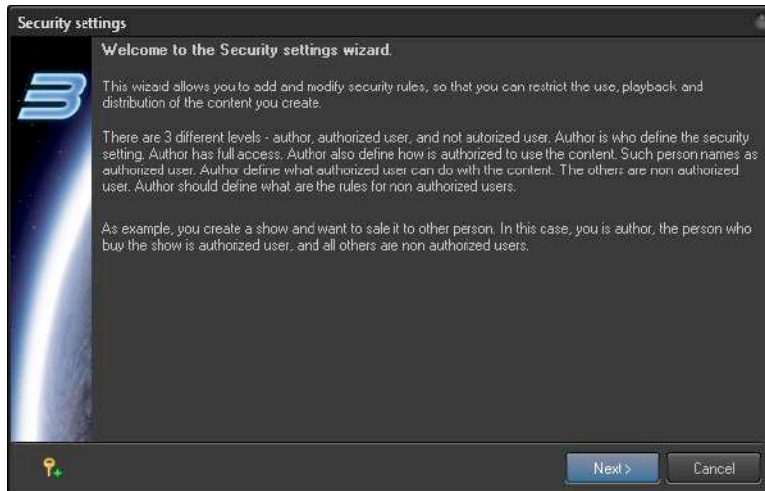 Security settings
Welcome to the Security settings wizard.
This wizard allows you to add and modify security rules, so that you can restrict the use, playback and
distribution of the content you create.
There are 3 different levels - author, authorized user, and not autorized user. Author is who define the security
setting. Author has full access. Author also define how is authorized to use the content. Such person names as
authorized user. Author define what authorized user can do with the content. The others are non authorized
user. Author should define what are the rules for non authorized users.
As example, you create a show and want to sale it to other person. In this case, you is author, the person who
buy the show is authorized user, and all others are non authorized users.
3
Next >
Cancel